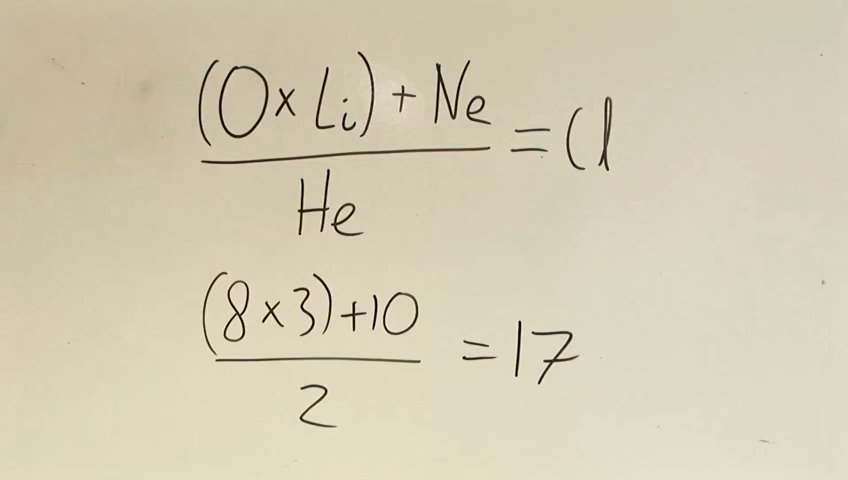 (O×Li)+Ne
= Cl
He
(8×3)+10
= 17
2